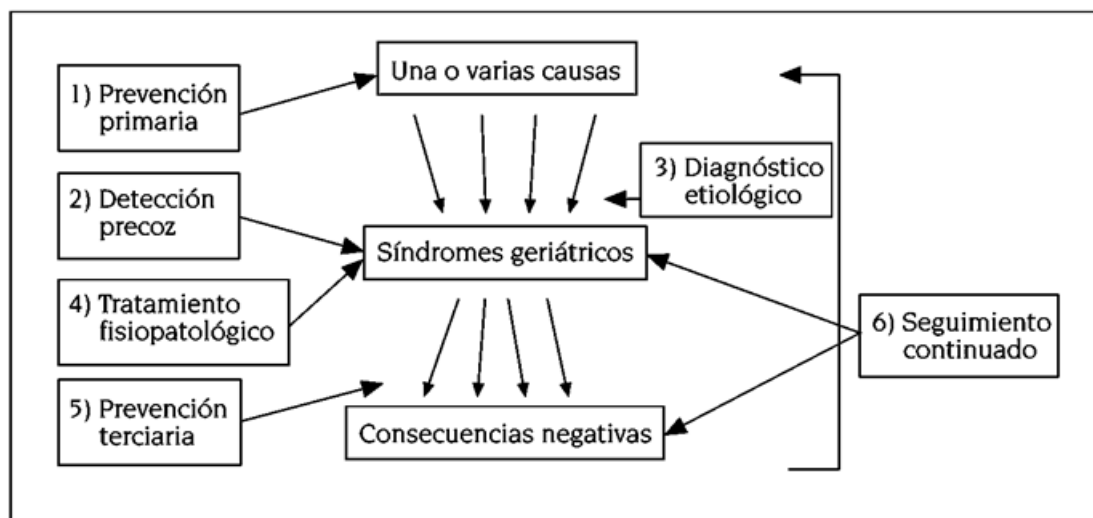 Una o varias causas
1) Prevención
primaria
2) Detección
precoz
3) Diagnóstico
etiológico
Síndromes geriátricos
4) Tratamiento
fisiopatológico
6) Seguimiento
continuado
5) Prevención
terciaria
Consecuencias negativas